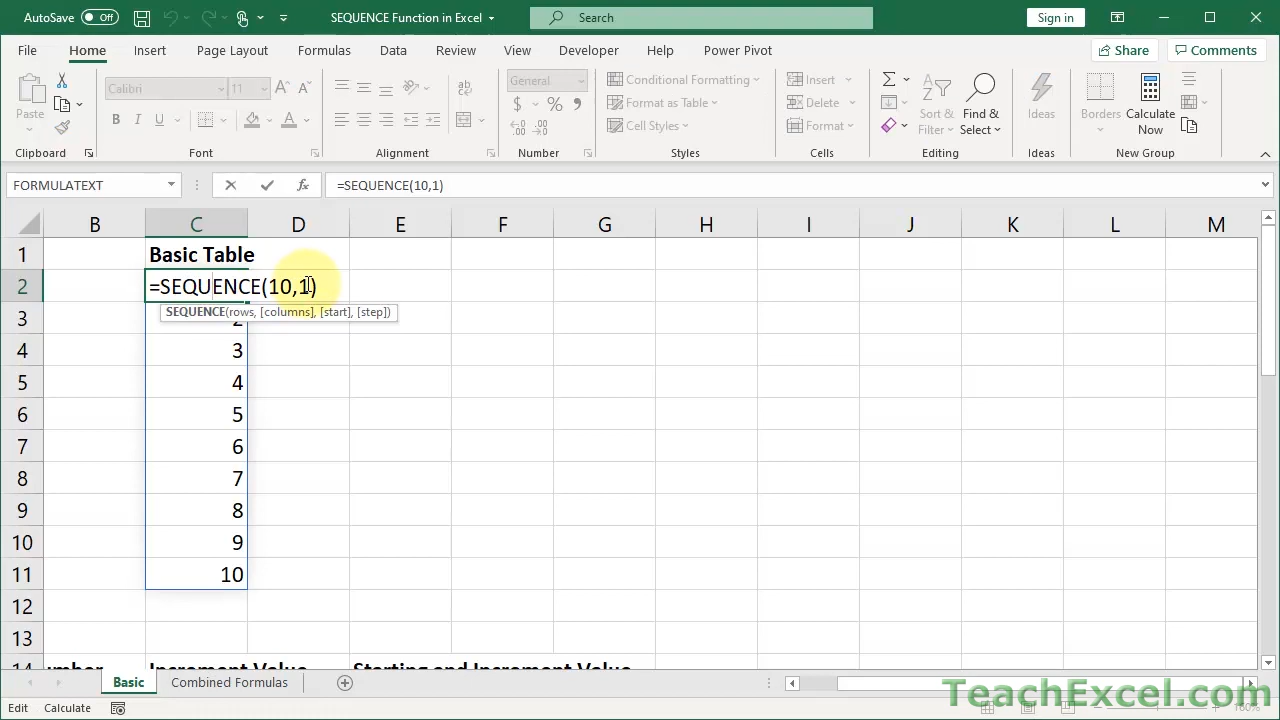 AutoSave Off SEQUENCE Function in Excel Search Sign in
File Home Insert Page Layout Formulas Data Review View Developer Help Power Pivot Share Comments
Paste
Calibri 11
B I U A
General
$ % ,
Conditional Formatting
Format as Table
Cell Styles
Insert
Delete
Format
Sort & Filter
Find & Select
Ideas
Borders
Calculate Now
Clipboard Font Alignment Number Styles Cells Editing Ideas New Group
FORMULATEXT fx =SEQUENCE(10,1)
B C D E F G H I J K L M
1 Basic Table
2 =SEQUENCE(10,1)
SEQUENCE(rows, [columns], [start], [step])
3 2
4 3
5 4
6 5
7 6
8 7
9 8
10 9
11 10
12
13
14 Increment Value Starting and Increment Value
Basic Combined Formulas
Edit Calculate 160%
TeachExcel.com